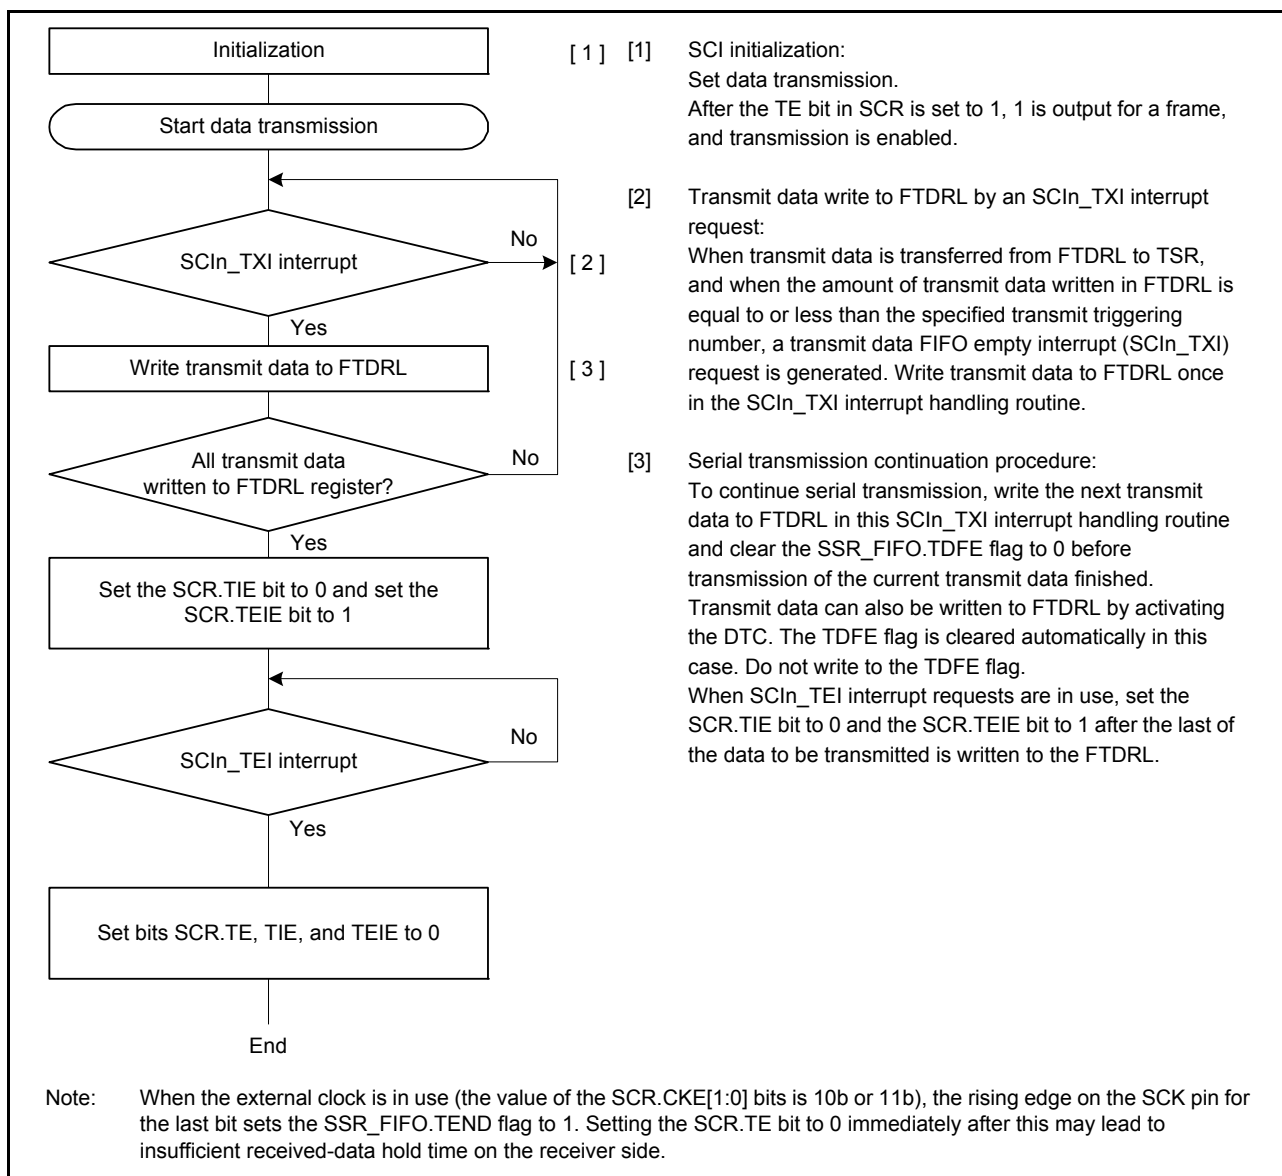 Initialization
[ 1 ]
Start data transmission
SCIn_TXI interrupt
No
[ 2 ]
Yes
Write transmit data to FTDRL
[ 3 ]
All transmit data
written to FTDRL register?
No
Yes
Set the SCR.TIE bit to 0 and set the
SCR.TEIE bit to 1
SCIn_TEI interrupt
No
Yes
Set bits SCR.TE, TIE, and TEIE to 0
End
[1] SCI initialization:
Set data transmission.
After the TE bit in SCR is set to 1, 1 is output for a frame,
and transmission is enabled.
[2] Transmit data write to FTDRL by an SCIn_TXI interrupt
request:
When transmit data is transferred from FTDRL to TSR,
and when the amount of transmit data written in FTDRL is
equal to or less than the specified transmit triggering
number, a transmit data FIFO empty interrupt (SCIn_TXI)
request is generated. Write transmit data to FTDRL once
in the SCIn_TXI interrupt handling routine.
[3] Serial transmission continuation procedure:
To continue serial transmission, write the next transmit
data to FTDRL in this SCIn_TXI interrupt handling routine
and clear the SSR_FIFO.TDFE flag to 0 before
transmission of the current transmit data finished.
Transmit data can also be written to FTDRL by activating
the DTC. The TDFE flag is cleared automatically in this
case. Do not write to the TDFE flag.
When SCIn_TEI interrupt requests are in use, set the
SCR.TIE bit to 0 and the SCR.TEIE bit to 1 after the last of
the data to be transmitted is written to the FTDRL.
Note: When the external clock is in use (the value of the SCR.CKE[1:0] bits is 10b or 11b), the rising edge on the SCK pin for
the last bit sets the SSR_FIFO.TEND flag to 1. Setting the SCR.TE bit to 0 immediately after this may lead to
insufficient received-data hold time on the receiver side.